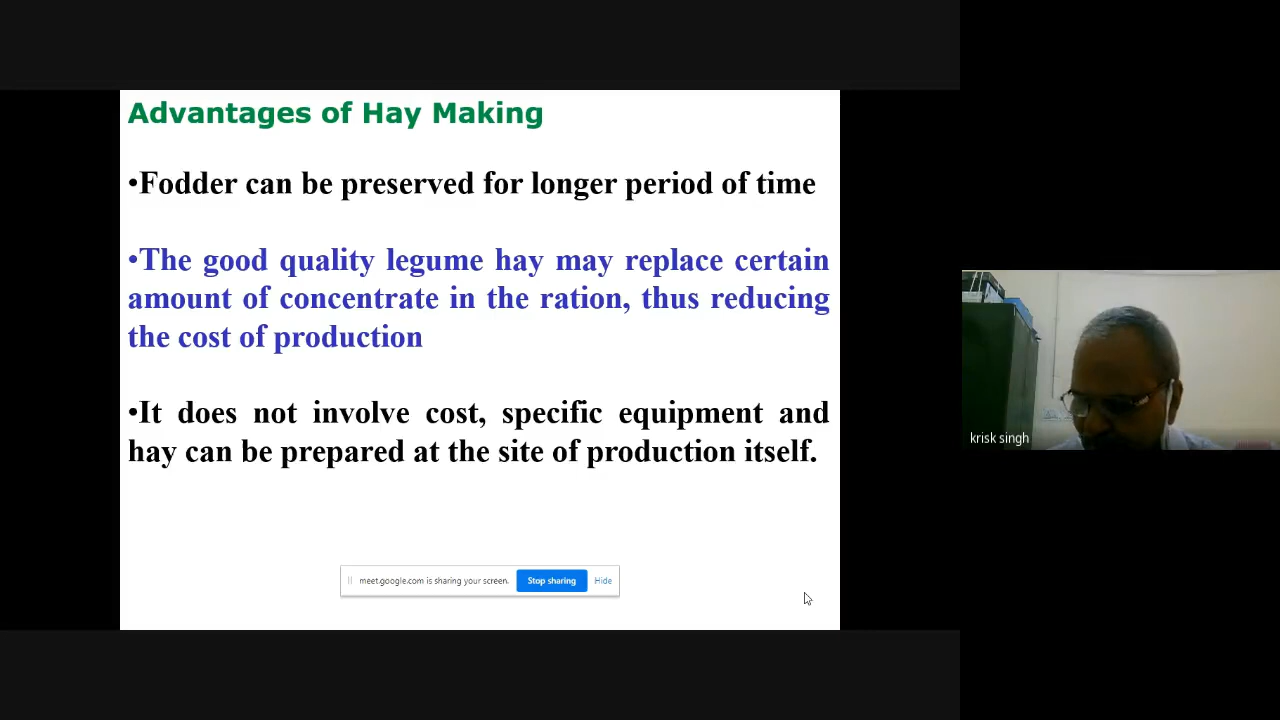 Advantages of Hay Making
•Fodder can be preserved for longer period of time
•The good quality legume hay may replace certain
amount of concentrate in the ration, thus reducing
the cost of production
•It does not involve cost, specific equipment and
hay can be prepared at the site of production itself.
krisk singh
meet.google.com is sharing your screen.
Stop sharing
Hide